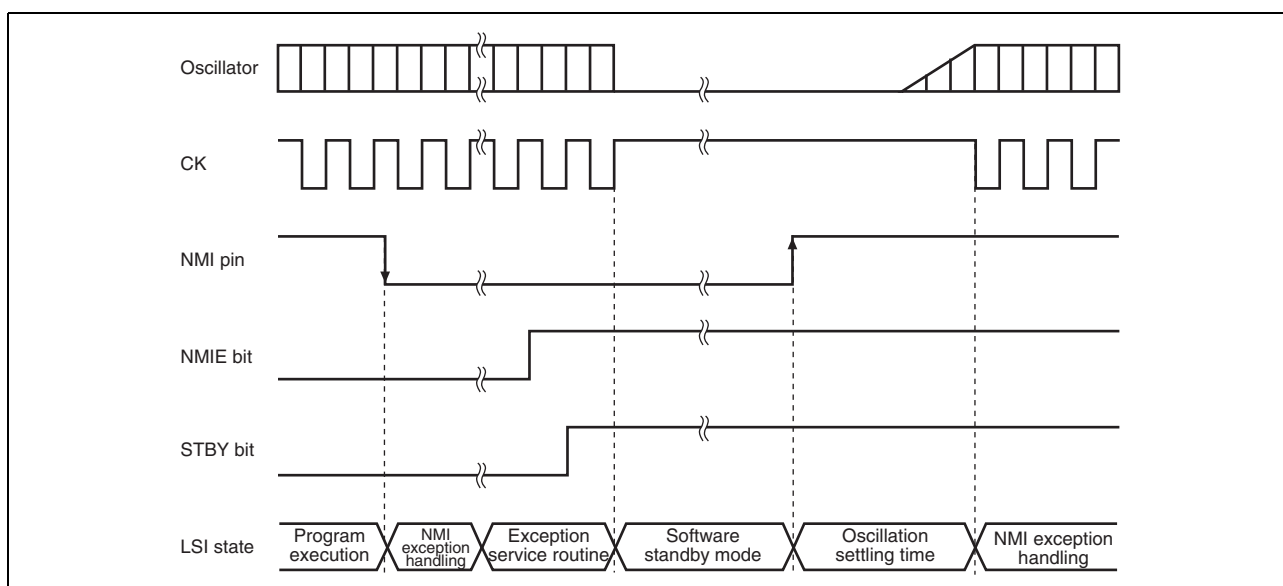 Oscillator
CK
NMI pin
NMIE bit
STBY bit
LSI state
Program
execution
NMI
exception
handling
Exception
service routine
Software
standby mode
Oscillation
settling time
NMI exception
handling